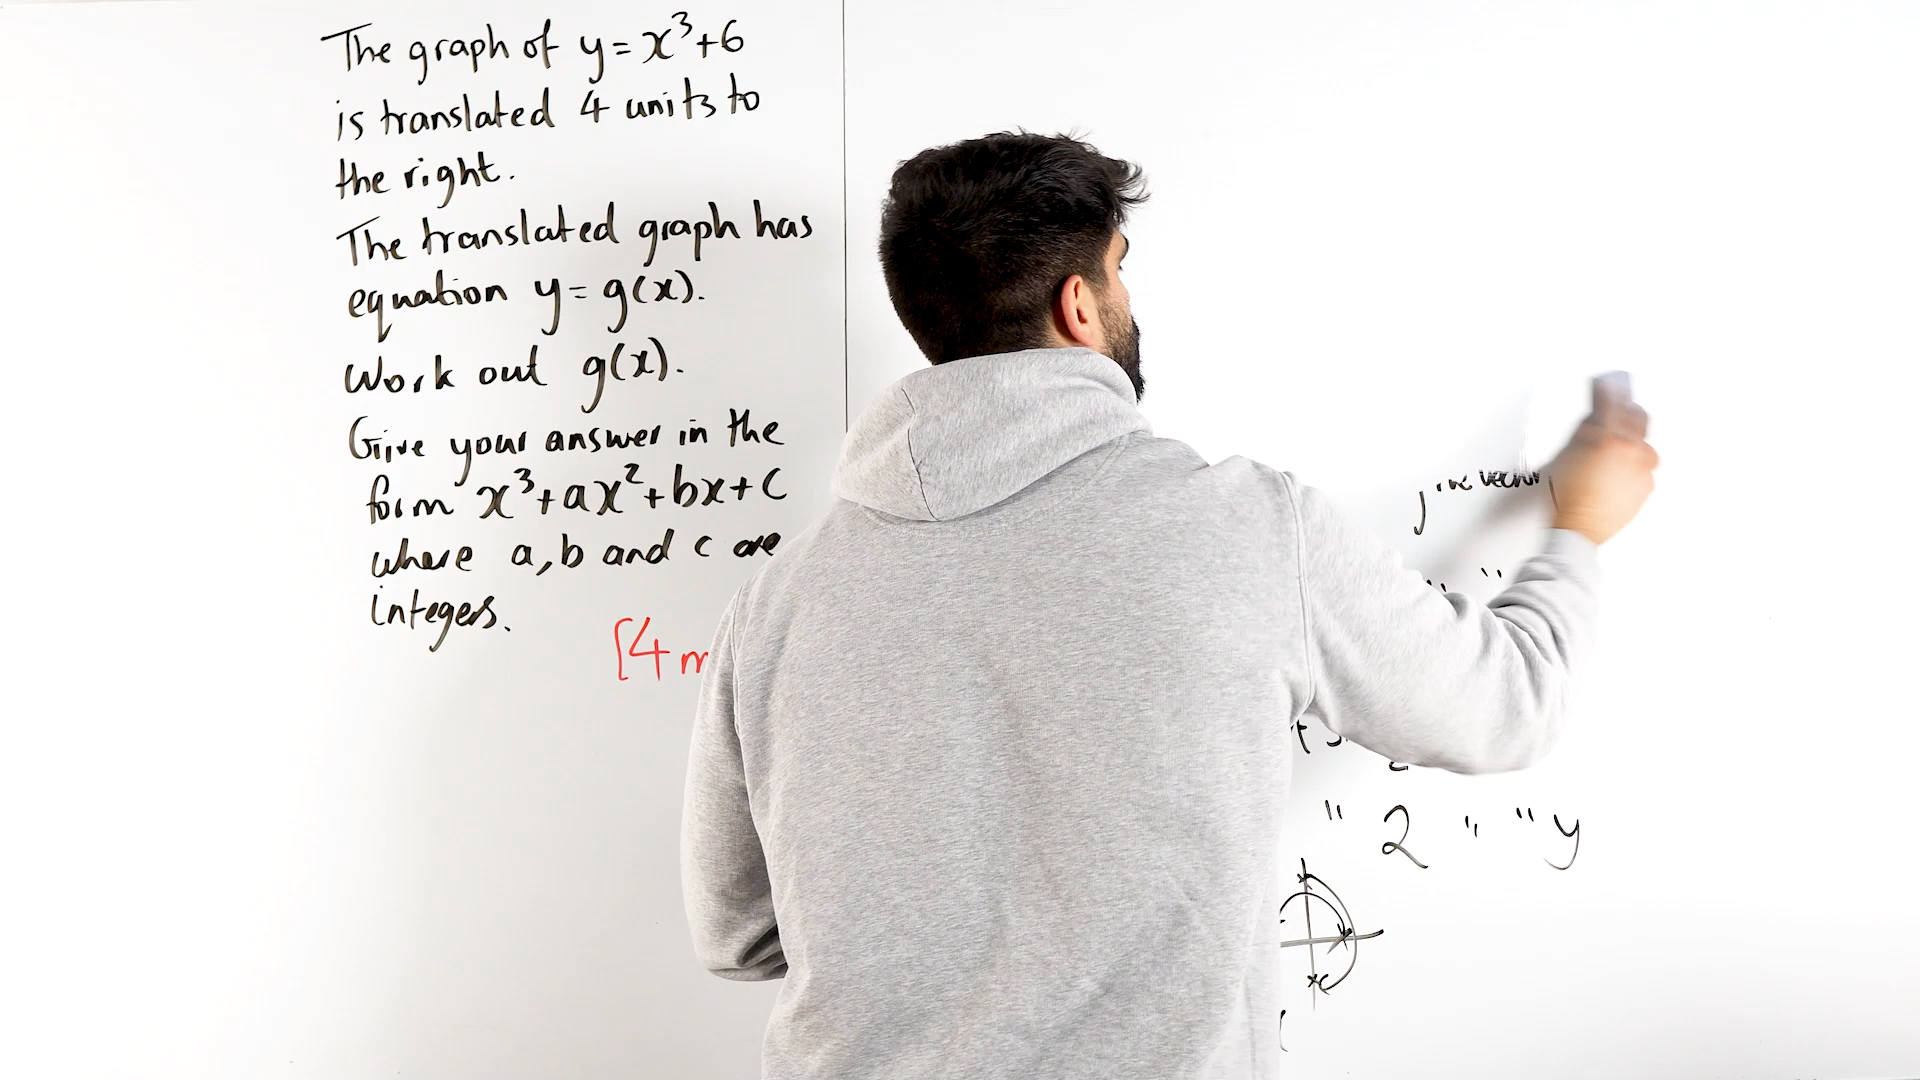 The graph of y = x³+6
is translated 4 units to
the right.
The translated graph has
equation y = g(x).
Work out g(x).
Give your answer in the
form x³+ax²+bx+c
where a, b and c are
integers.
[4 m
" 2 " " y